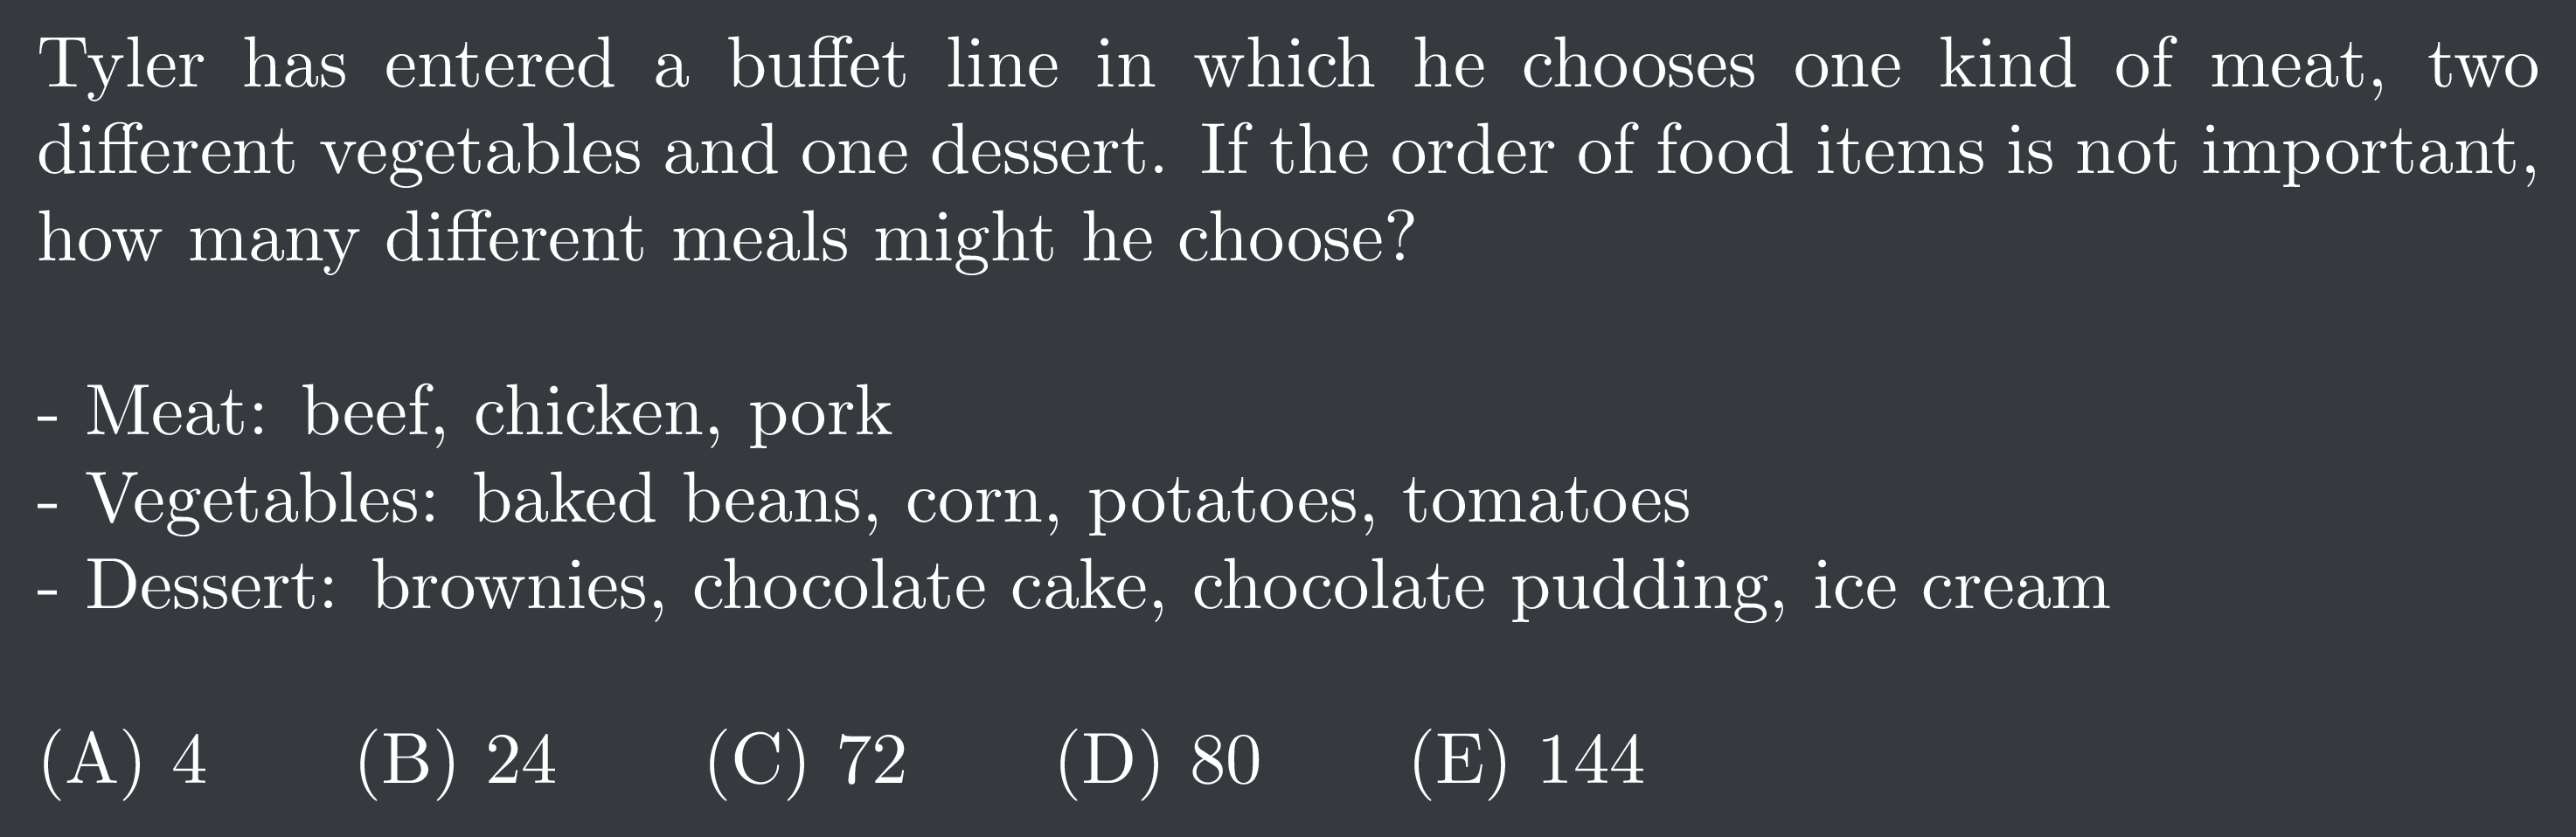 Tyler has entered a buffet line in which he chooses one kind of meat, two
different vegetables and one dessert. If the order of food items is not important,
how many different meals might he choose?
- Meat: beef, chicken, pork
- Vegetables: baked beans, corn, potatoes, tomatoes
- Dessert: brownies, chocolate cake, chocolate pudding, ice cream
(A) 4 (B) 24 (C) 72 (D) 80 (E) 144